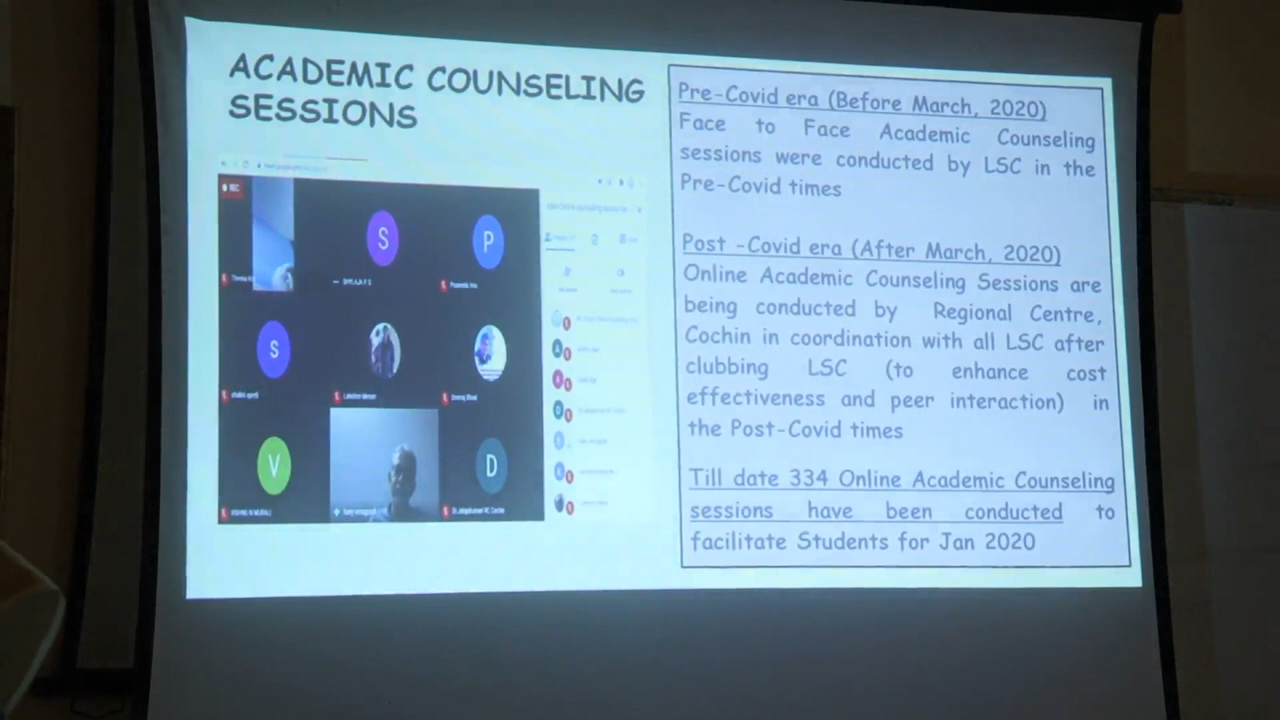 ACADEMIC COUNSELING
SESSIONS
Pre-Covid era (Before March, 2020)
Face to Face Academic Counseling
sessions were conducted by LSC in the
Pre-Covid times
Post -Covid era (After March, 2020)
Online Academic Counseling Sessions are
being conducted by Regional Centre,
Cochin in coordination with all LSC after
clubbing LSC (to enhance cost
effectiveness and peer interaction) in
the Post-Covid times
Till date 334 Online Academic Counseling
sessions have been conducted to
facilitate Students for Jan 2020
REC
S
P
S
Lakshmi Menon
V
D